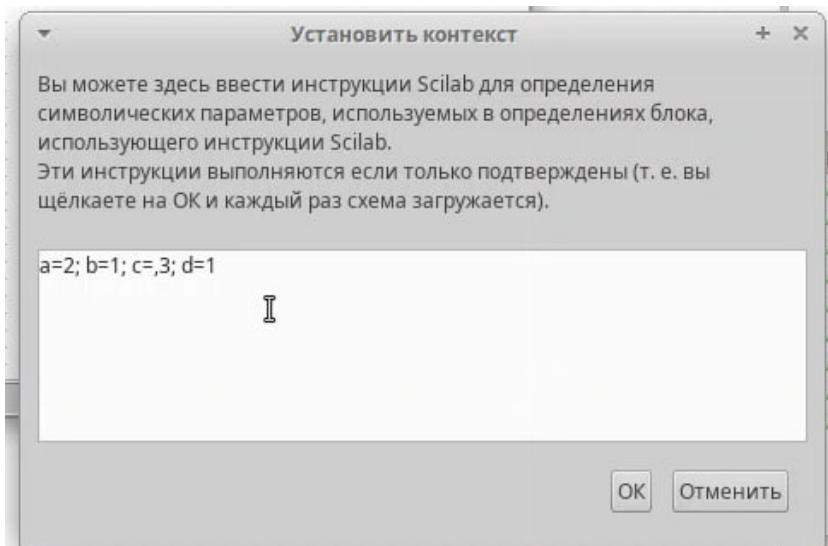 Установить контекст
Вы можете здесь ввести инструкции Scilab для определения
символических параметров, используемых в определениях блока,
использующего инструкции Scilab.
Эти инструкции выполняются если только подтверждены (т. е. вы
щёлкаете на ОК и каждый раз схема загружается).
a=2; b=1; c=,3; d=1
ОК
Отменить